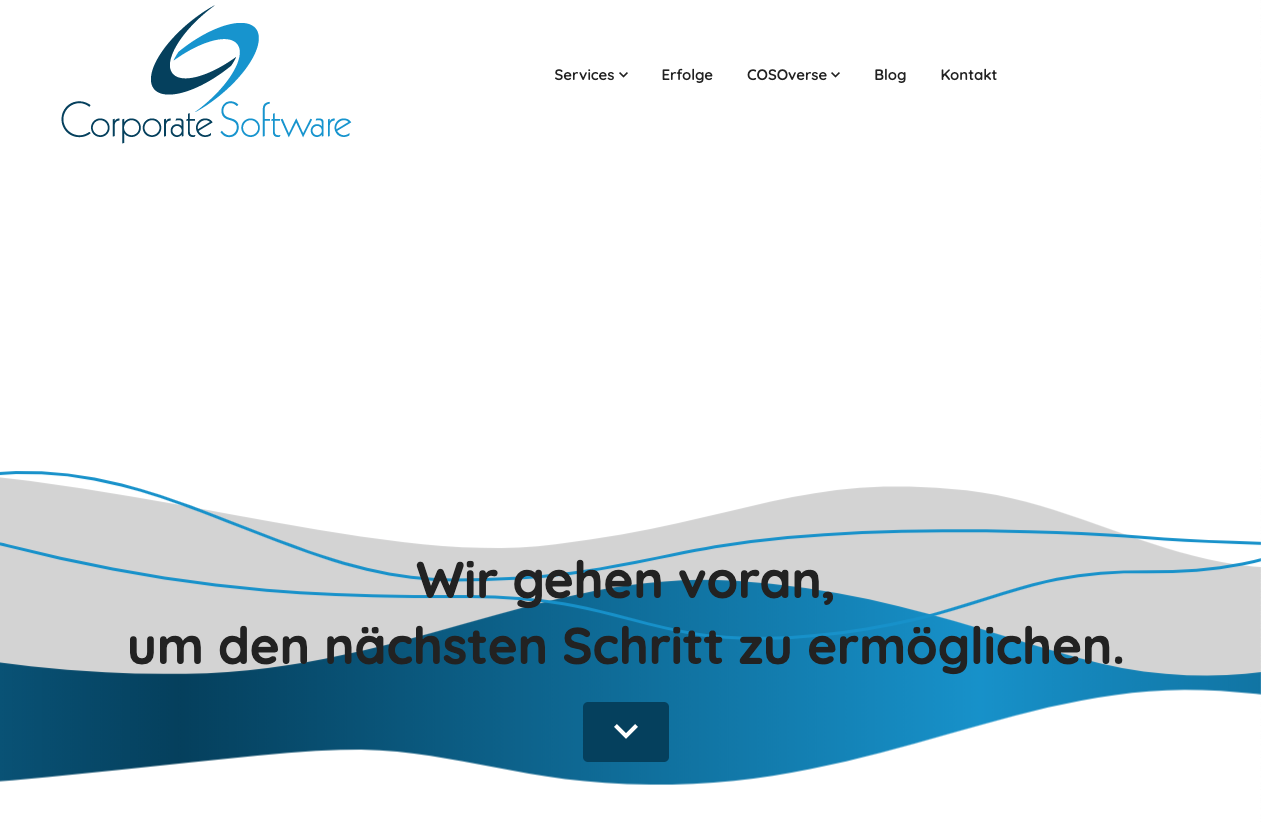 Corporate Software
Services
Erfolge
COSOverse
Blog
Kontakt
Wir gehen voran,
um den nächsten Schritt zu ermöglichen.